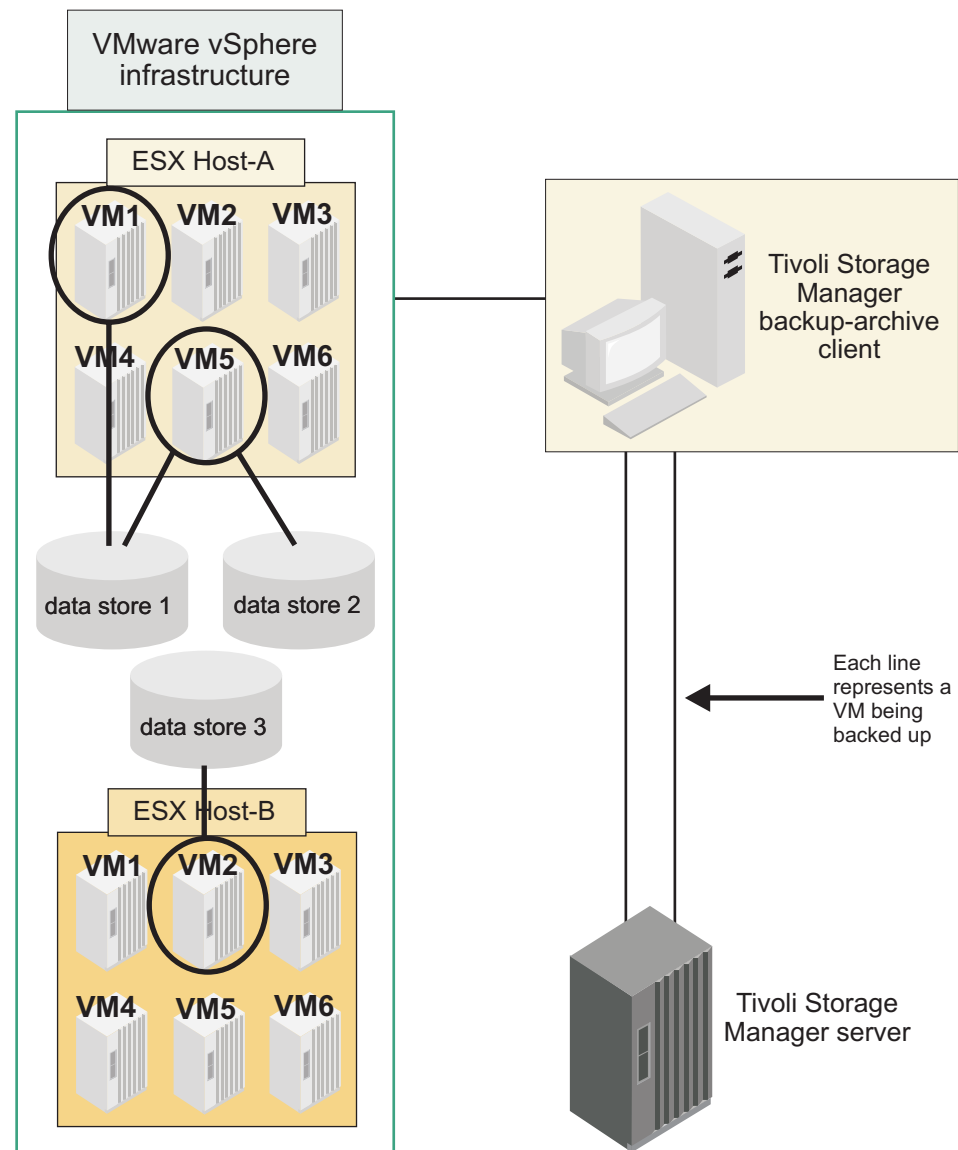 VMware vSphere
infrastructure
ESX Host-A
VM1 VM2 VM3
VM4 VM5 VM6
data store 1 data store 2
data store 3
ESX Host-B
VM1 VM2 VM3
VM4 VM5 VM6
Tivoli Storage
Manager
backup-archive
client
Each line
represents a
VM being
backed up
Tivoli Storage
Manager server